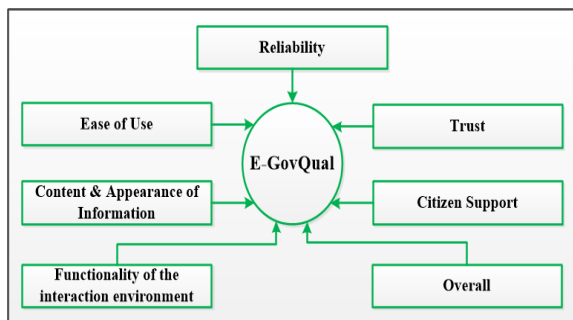 Reliability
Ease of Use
Trust
E-GovQual
Content & Appearance of
Information
Citizen Support
Functionality of the
interaction environment
Overall